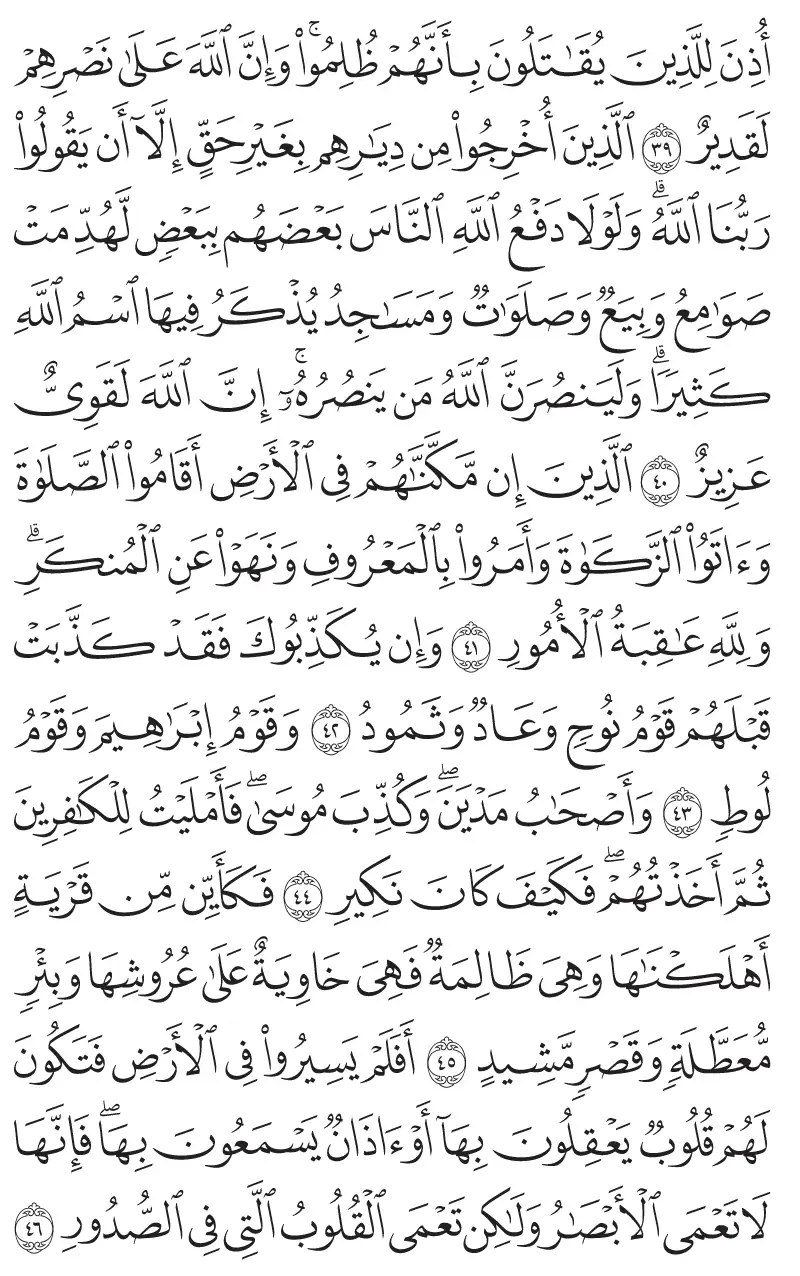 أُذِنَ لِلَّذِينَ يُقَٰتَلُونَ بِأَنَّهُمۡ ظُلِمُواْۚ وَإِنَّ ٱللَّهَ عَلَىٰ نَصۡرِهِمۡ
لَقَدِيرٌ ٣٩ ٱلَّذِينَ أُخۡرِجُواْ مِن دِيَٰرِهِم بِغَيۡرِ حَقٍّ إِلَّآ أَن يَقُولُواْ
رَبُّنَا ٱللَّهُۗ وَلَوۡلَا دَفۡعُ ٱللَّهِ ٱلنَّاسَ بَعۡضَهُم بِبَعۡضٖ لَّهُدِّمَتۡ
صَوَٰمِعُ وَبِيَعٞ وَصَلَوَٰتٞ وَمَسَٰجِدُ يُذۡكَرُ فِيهَا ٱسۡمُ ٱللَّهِ
كَثِيرٗاۗ وَلَيَنصُرَنَّ ٱللَّهُ مَن يَنصُرُهُۥٓۚ إِنَّ ٱللَّهَ لَقَوِيٌّ
عَزِيزٌ ٤٠ ٱلَّذِينَ إِن مَّكَّنَّٰهُمۡ فِي ٱلۡأَرۡضِ أَقَامُواْ ٱلصَّلَوٰةَ
وَءَاتَوُاْ ٱلزَّكَوٰةَ وَأَمَرُواْ بِٱلۡمَعۡرُوفِ وَنَهَوۡاْ عَنِ ٱلۡمُنكَرِۗ
وَلِلَّهِ عَٰقِبَةُ ٱلۡأُمُورِ ٤١ وَإِن يُكَذِّبُوكَ فَقَدۡ كَذَّبَتۡ
قَبۡلَهُمۡ قَوۡمُ نُوحٖ وَعَادٞ وَثَمُودُ ٤٢ وَقَوۡمُ إِبۡرَٰهِيمَ وَقَوۡمُ
لُوطٖ ٤٣ وَأَصۡحَٰبُ مَدۡيَنَۖ وَكُذِّبَ مُوسَىٰۖ فَأَمۡلَيۡتُ لِلۡكَٰفِرِينَ
ثُمَّ أَخَذۡتُهُمۡۖ فَكَيۡفَ كَانَ نَكِيرِ ٤٤ فَكَأَيِّن مِّن قَرۡيَةٍ
أَهۡلَكۡنَٰهَا وَهِيَ ظَالِمَةٞ فَهِيَ خَاوِيَةٌ عَلَىٰ عُرُوشِهَا وَبِئۡرٖ
مُّعَطَّلَةٖ وَقَصۡرٖ مَّشِيدٍ ٤٥ أَفَلَمۡ يَسِيرُواْ فِي ٱلۡأَرۡضِ فَتَكُونَ
لَهُمۡ قُلُوبٞ يَعۡقِلُونَ بِهَآ أَوۡ ءَاذَانٞ يَسۡمَعُونَ بِهَاۖ فَإِنَّهَا
لَا تَعۡمَى ٱلۡأَبۡصَٰرُ وَلَٰكِن تَعۡمَى ٱلۡقُلُوبُ ٱلَّتِي فِي ٱلصُّدُورِ ٤٦